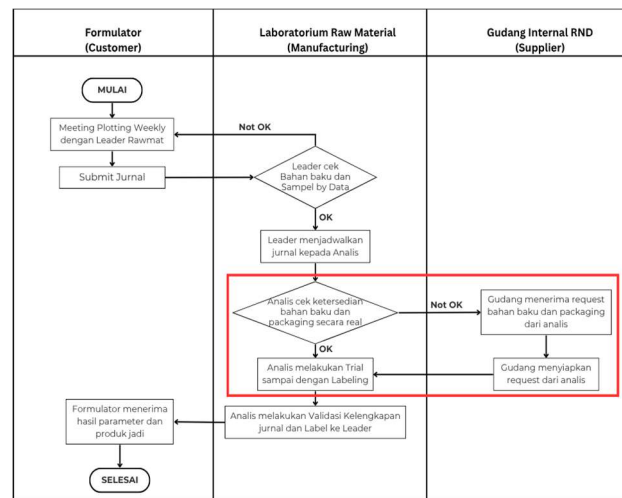 Formulator
(Customer)
Laboratorium Raw Material
(Manufacturing)
Gudang Internal RND
(Supplier)
MULAI
Meeting Plotting Weekly
dengan Leader Rawmat
Not OK
Submit Jurnal
Leader cek
Bahan baku dan
Sampel by Data
OK
Leader menjadwalkan
jurnal kepada Analis
Analis cek ketersedian
bahan baku dan
packaging secara real
Not OK
Gudang menerima request
bahan baku dan packaging
dari analis
OK
Analis melakukan Trial
sampai dengan Labeling
Gudang menyiapkan
request dari analis
Formulator menerima
hasil parameter dan
produk jadi
Analis melakukan Validasi Kelengkapan
jurnal dan Label ke Leader
SELESAI